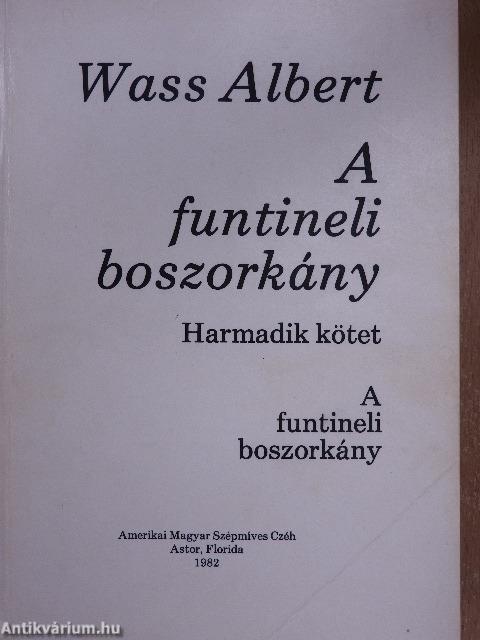 Wass Albert
A
funtineli
boszorkány
Harmadik kötet
A
funtineli
boszorkány
Amerikai Magyar Szépmíves Czéh
Astor, Florida
1982
Antikvárium.hu